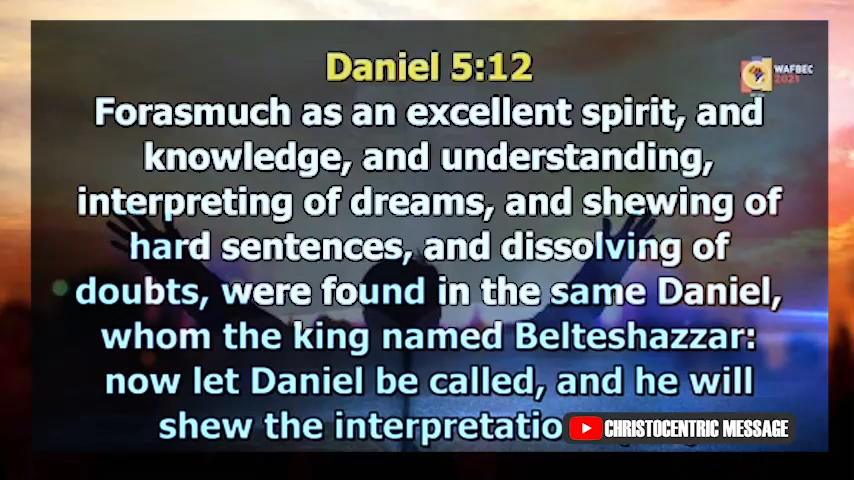 Daniel 5:12
WAFBEC
2021
Forasmuch as an excellent spirit, and
knowledge, and understanding,
interpreting of dreams, and shewing of
hard sentences, and dissolving of
doubts, were found in the same Daniel,
whom the king named Belteshazzar:
now let Daniel be called, and he will
shew the interpretatio
CHRISTOCENTRIC MESSAGE